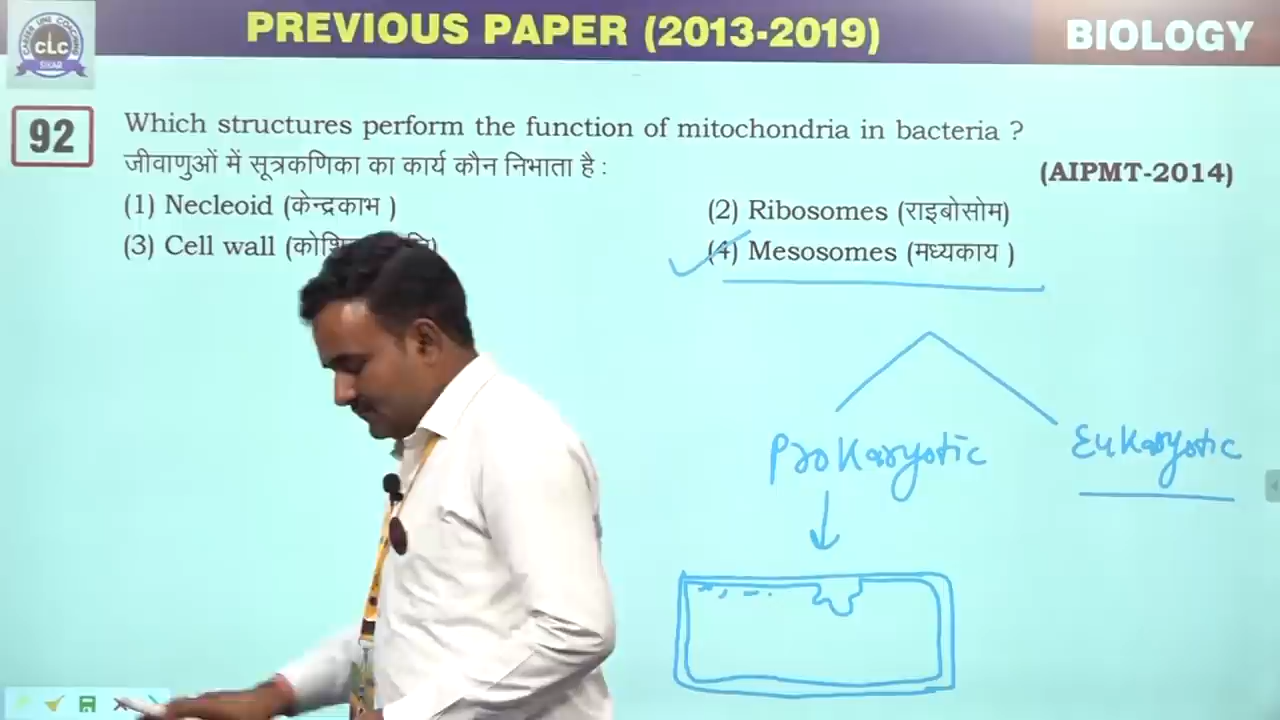 PREVIOUS PAPER (2013-2019)
BIOLOGY
CLC
92
Which structures perform the function of mitochondria in bacteria ?
जीवाणुओं में सूत्रकणिका का कार्य कौन निभाता है :
(AIPMT-2014)
(1) Necleoid (केन्द्रकाभ )
(2) Ribosomes (राइबोसोम)
(3) Cell wall
(4) Mesosomes (मध्यकाय )
Prokaryotic
Eukaryotic